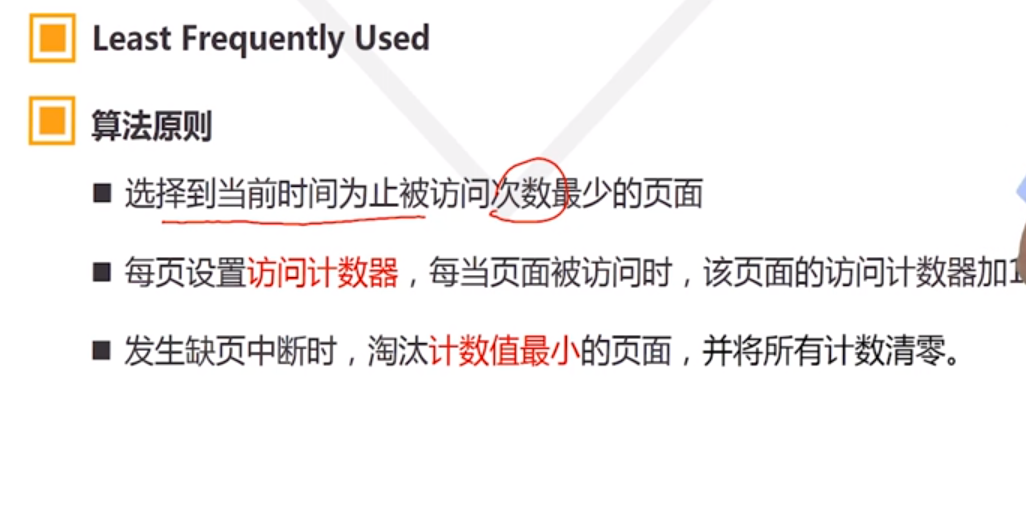 Least Frequently Used
算法原则
选择到当前时间为止被访问次数最少的页面
每页设置访问计数器，每当页面被访问时，该页面的访问计数器加1
发生缺页中断时，淘汰计数值最小的页面，并将所有计数清零。